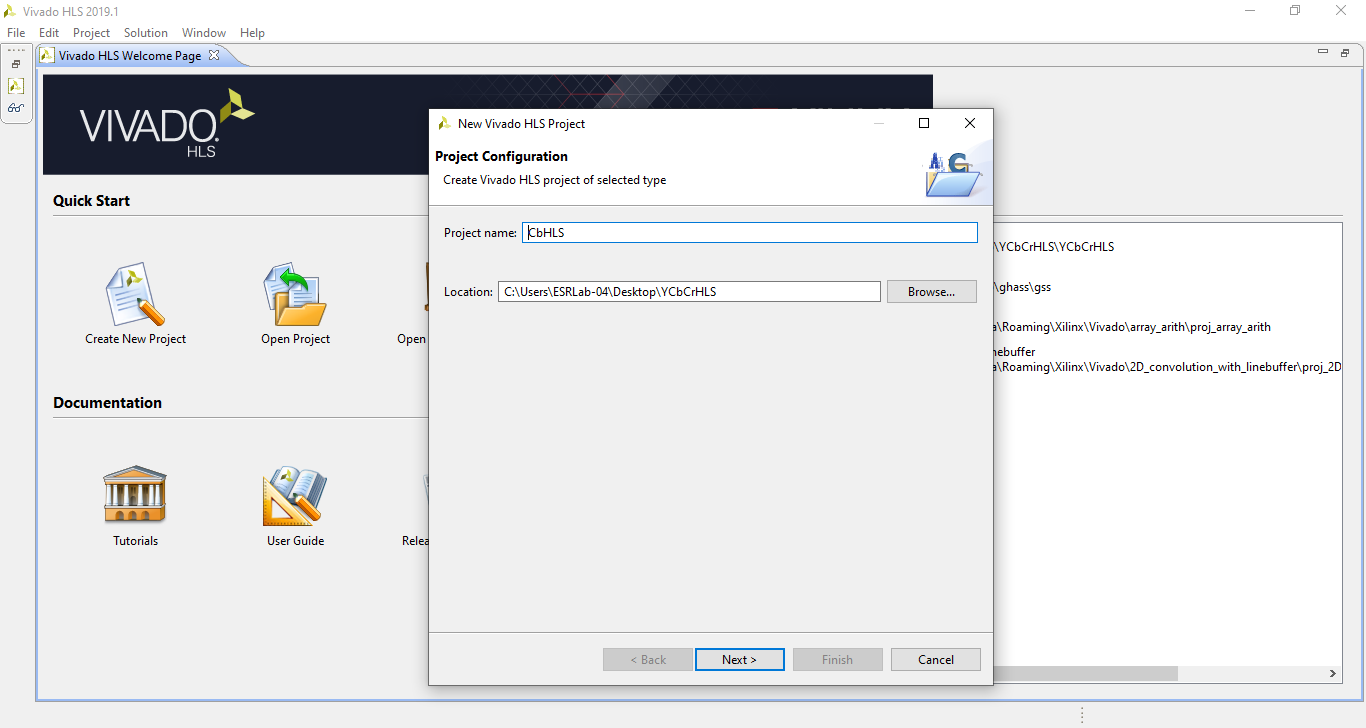 Vivado HLS 2019.1
File Edit Project Solution Window Help
Vivado HLS Welcome Page
VIVADO.
HLS
Quick Start
Create New Project
Open Project
Open
Documentation
Tutorials
User Guide
New Vivado HLS Project
Project Configuration
Create Vivado HLS project of selected type
Project name: CbHLS
Location: C:\Users\ESRLab-04\Desktop\YCbCrHLS Browse...
< Back Next > Finish Cancel
\YCbCrHLS\YCbCrHLS
\ghass\gss
a\Roaming\Xilinx\Vivado\array_arith\proj_array_arith
nebuffer
a\Roaming\Xilinx\Vivado\2D_convolution_with_linebuffer\proj_2D